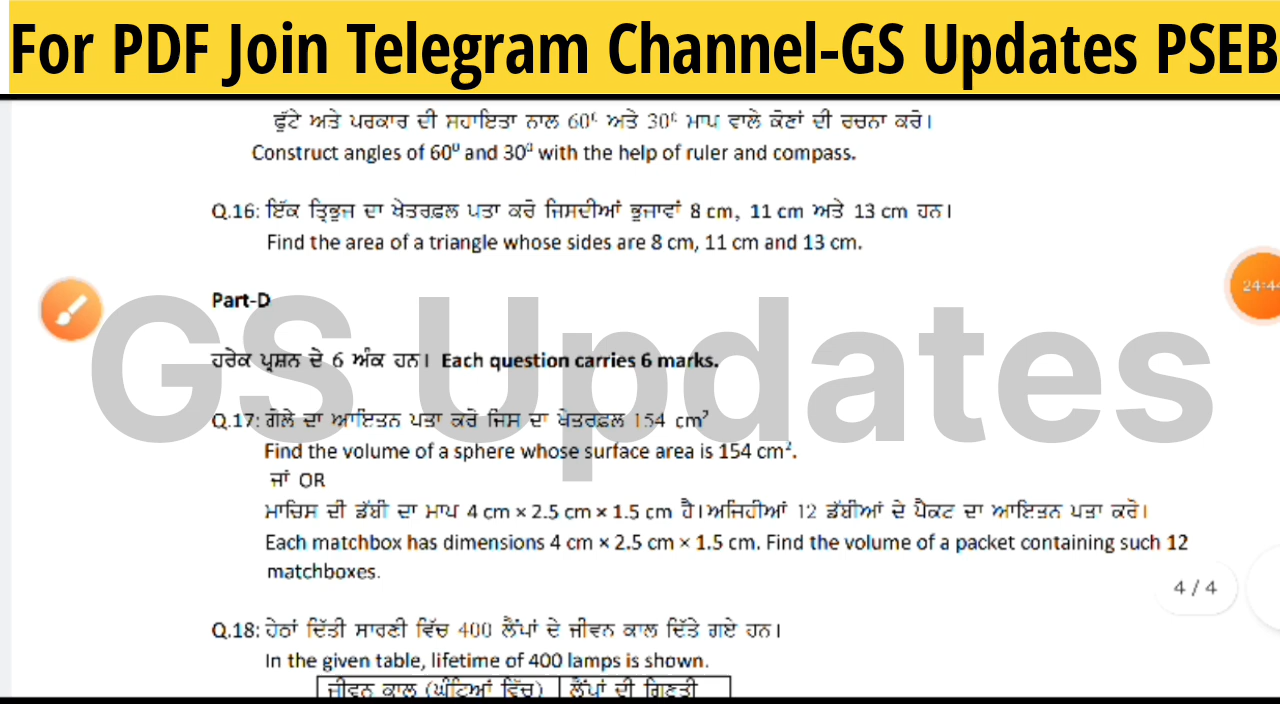 For PDF Join Telegram Channel-GS Updates PSEB
ਫੁੱਟੇ ਅਤੇ ਪਰਕਾਰ ਦੀ ਸਹਾਇਤਾ ਨਾਲ 60⁰ ਅਤੇ 30⁰ ਮਾਪ ਵਾਲੇ ਕੋਣਾਂ ਦੀ ਰਚਨਾ ਕਰੋ।
Construct angles of 60⁰ and 30⁰ with the help of ruler and compass.
Q.16: ਇੱਕ ਤ੍ਰਿਭੁਜ ਦਾ ਖੇਤਰਫ਼ਲ ਪਤਾ ਕਰੋ ਜਿਸਦੀਆਂ ਭੁਜਾਵਾਂ 8 cm, 11 cm ਅਤੇ 13 cm ਹਨ।
Find the area of a triangle whose sides are 8 cm, 11 cm and 13 cm.
24:44
Part-D
GS Updates
ਹਰੇਕ ਪ੍ਰਸ਼ਨ ਦੇ 6 ਅੰਕ ਹਨ। Each question carries 6 marks.
Q.17: ਗੋਲੇ ਦਾ ਆਇਤਨ ਪਤਾ ਕਰੋ ਜਿਸ ਦਾ ਖੇਤਰਫ਼ਲ 154 cm²
Find the volume of a sphere whose surface area is 154 cm².
ਜਾਂ OR
ਮਾਚਿਸ ਦੀ ਡੱਬੀ ਦਾ ਮਾਪ 4 cm × 2.5 cm × 1.5 cm ਹੈ। ਅਜਿਹੀਆਂ 12 ਡੱਬੀਆਂ ਦੇ ਪੈਕਟ ਦਾ ਆਇਤਨ ਪਤਾ ਕਰੋ।
Each matchbox has dimensions 4 cm × 2.5 cm × 1.5 cm. Find the volume of a packet containing such 12
matchboxes.
4 / 4
Q.18: ਹੇਠਾਂ ਦਿੱਤੀ ਸਾਰਣੀ ਵਿੱਚ 400 ਲੈਂਪਾਂ ਦੇ ਜੀਵਨ ਕਾਲ ਦਿੱਤੇ ਗਏ ਹਨ।
In the given table, lifetime of 400 lamps is shown.
ਜੀਵਨ ਕਾਲ (ਘੰਟਿਆਂ ਵਿੱਚ) ਲੈਂਪਾਂ ਦੀ ਗਿਣਤੀ